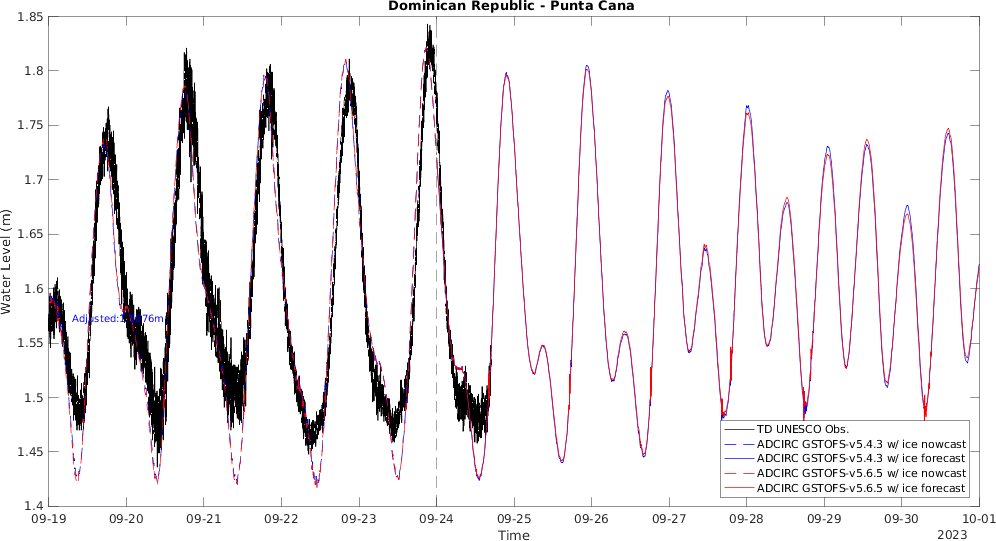 Dominican Republic - Punta Cana
1.85
1.8
1.75
1.7
1.65
1.6
1.55
1.5
1.45
1.4
Water Level (m)
TD UNESCO Obs.
ADCIRC GSTOFS-v5.4.3 w/ ice nowcast
ADCIRC GSTOFS-v5.4.3 w/ ice forecast
ADCIRC GSTOFS-v5.6.5 w/ ice nowcast
ADCIRC GSTOFS-v5.6.5 w/ ice forecast
09-19 09-20 09-21 09-22 09-23 09-24 09-25 09-26 09-27 09-28 09-29 09-30 10-01
Time
2023